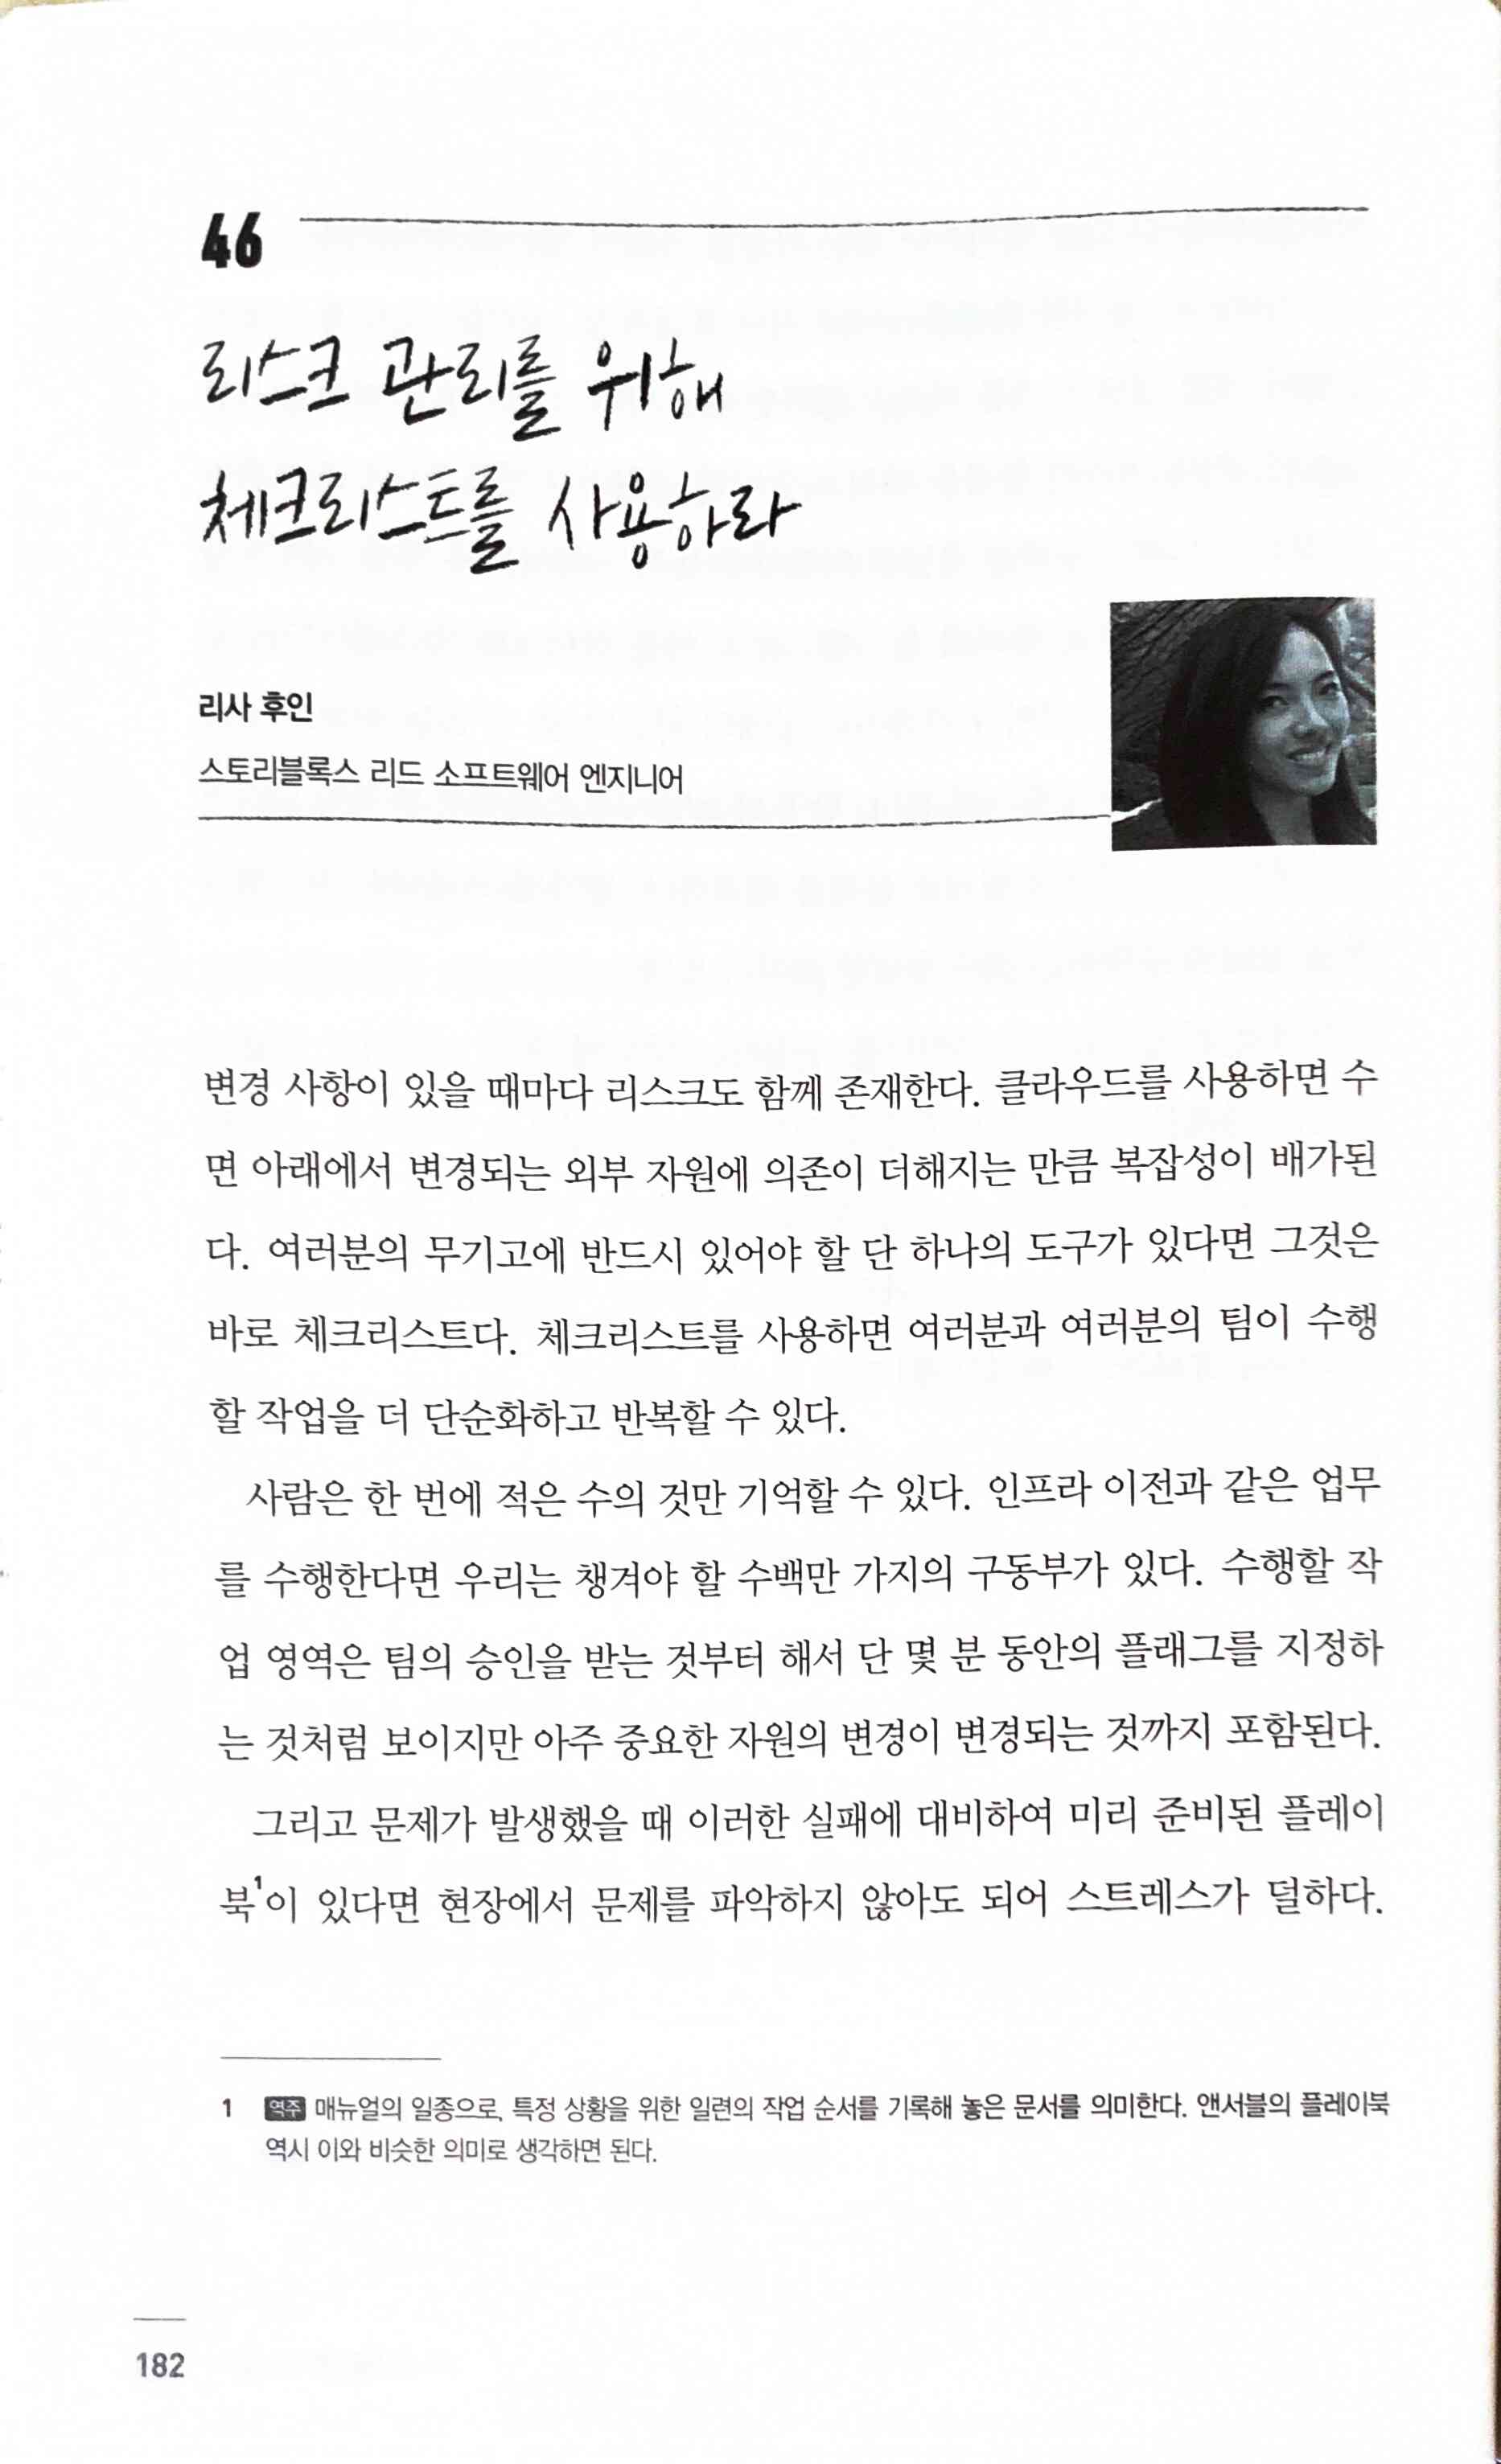 46
리스크 관리를 위해
체크리스트를 사용하라
리사 후인
스토리블록스 리드 소프트웨어 엔지니어
변경 사항이 있을 때마다 리스크도 함께 존재한다. 클라우드를 사용하면 수
면 아래에서 변경되는 외부 자원에 의존이 더해지는 만큼 복잡성이 배가된
다. 여러분의 무기고에 반드시 있어야 할 단 하나의 도구가 있다면 그것은
바로 체크리스트다. 체크리스트를 사용하면 여러분과 여러분의 팀이 수행
할 작업을 더 단순화하고 반복할 수 있다.
사람은 한 번에 적은 수의 것만 기억할 수 있다. 인프라 이전과 같은 업무
를 수행한다면 우리는 챙겨야 할 수백만 가지의 구동부가 있다. 수행할 작
업 영역은 팀의 승인을 받는 것부터 해서 단 몇 분 동안의 플래그를 지정하
는 것처럼 보이지만 아주 중요한 자원의 변경이 변경되는 것까지 포함된다.
그리고 문제가 발생했을 때 이러한 실패에 대비하여 미리 준비된 플레이
북¹이 있다면 현장에서 문제를 파악하지 않아도 되어 스트레스가 덜하다.
1 역주 매뉴얼의 일종으로, 특정 상황을 위한 일련의 작업 순서를 기록해 놓은 문서를 의미한다. 앤서블의 플레이북
역시 이와 비슷한 의미로 생각하면 된다.
182